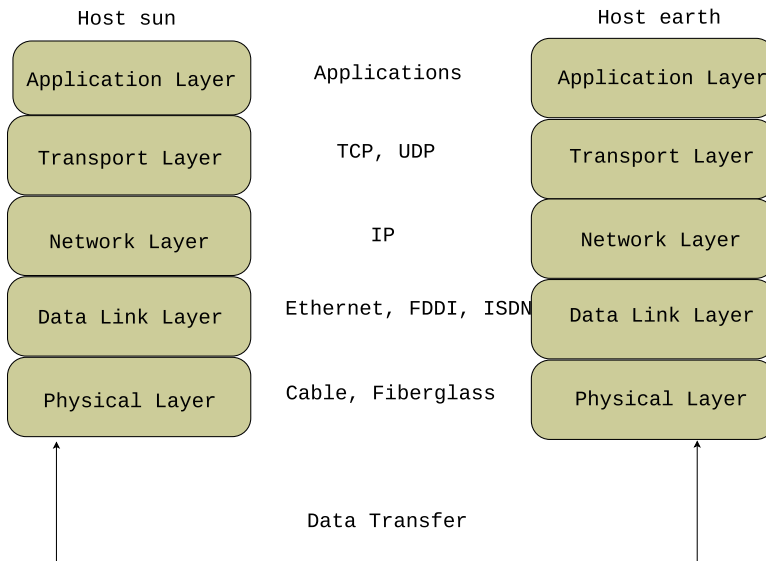 Host sun
Host earth
Application Layer
Applications
Application Layer
Transport Layer
TCP, UDP
Transport Layer
Network Layer
IP
Network Layer
Data Link Layer
Ethernet, FDDI, ISDN
Data Link Layer
Physical Layer
Cable, Fiberglass
Physical Layer
Data Transfer